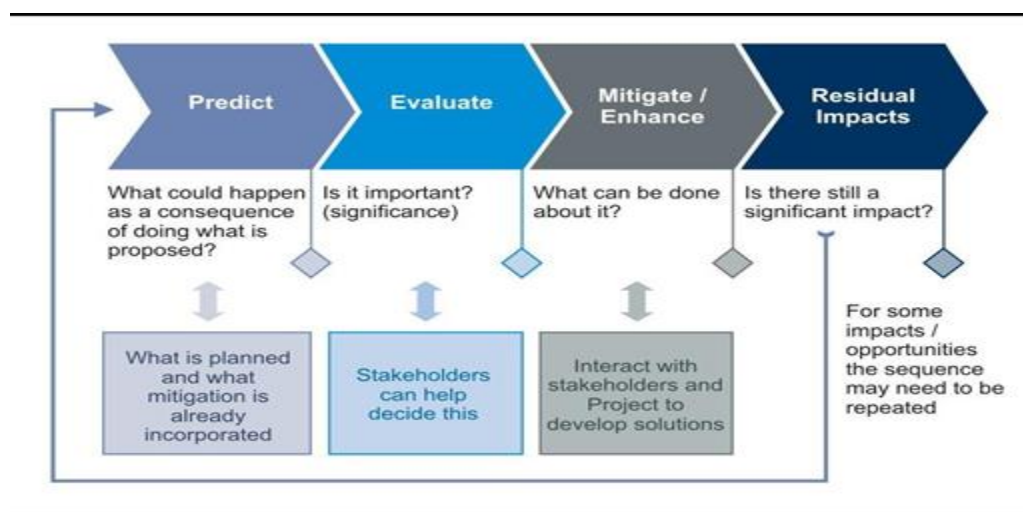 Predict
Evaluate
Mitigate /
Enhance
Residual
Impacts
What could happen
as a consequence
of doing what is
proposed?
Is it important?
(significance)
What can be done
about it?
Is there still a
significant impact?
What is planned
and what
mitigation is
already
incorporated
Stakeholders
can help
decide this
Interact with
stakeholders and
Project to
develop solutions
For some
impacts /
opportunities
the sequence
may need to be
repeated